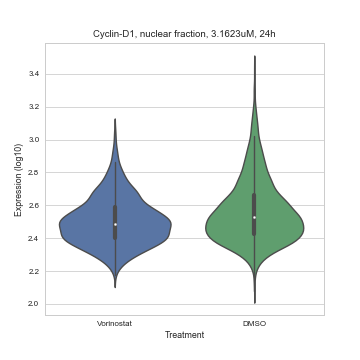 Cyclin-D1, nuclear fraction, 3.1623uM, 24h
Expression (log10)
3.4
3.2
3.0
2.8
2.6
2.4
2.2
2.0
Vorinostat
DMSO
Treatment